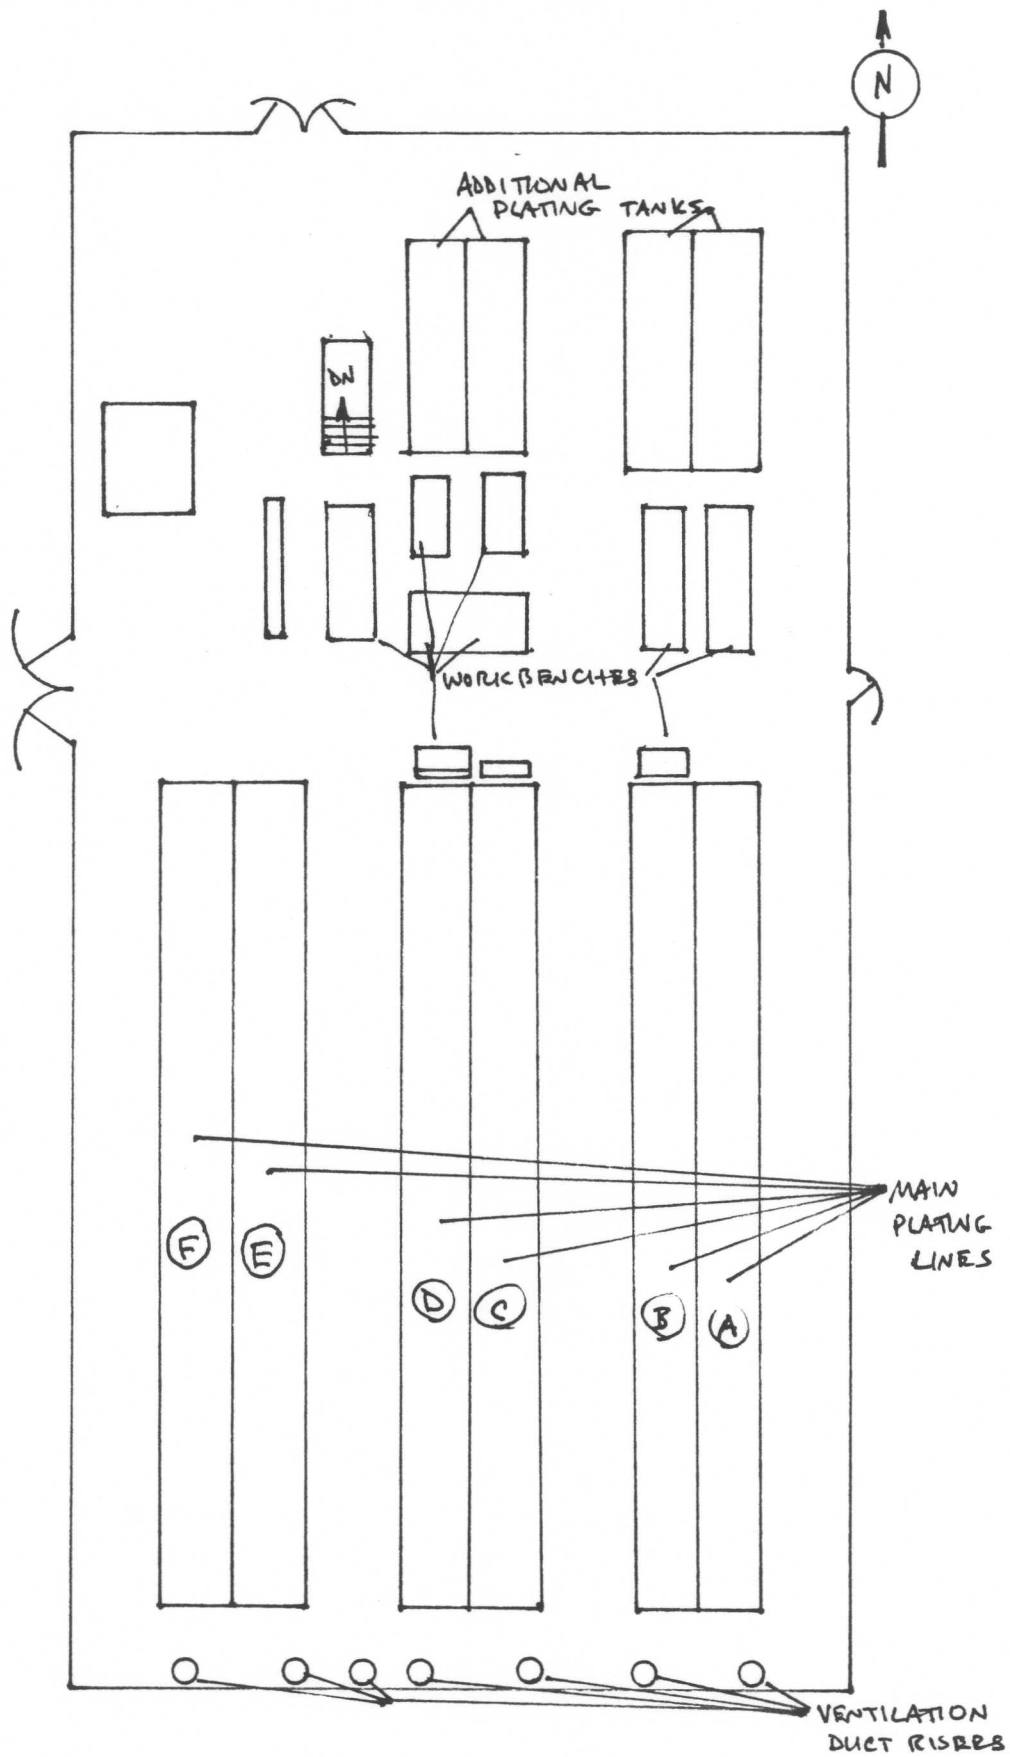 N
ADDITIONAL
PLATING TANKS
DN
WORKBENCHES
MAIN
PLATING
LINES
F
E
D
C
B
A
VENTILATION
DUCT RISERS